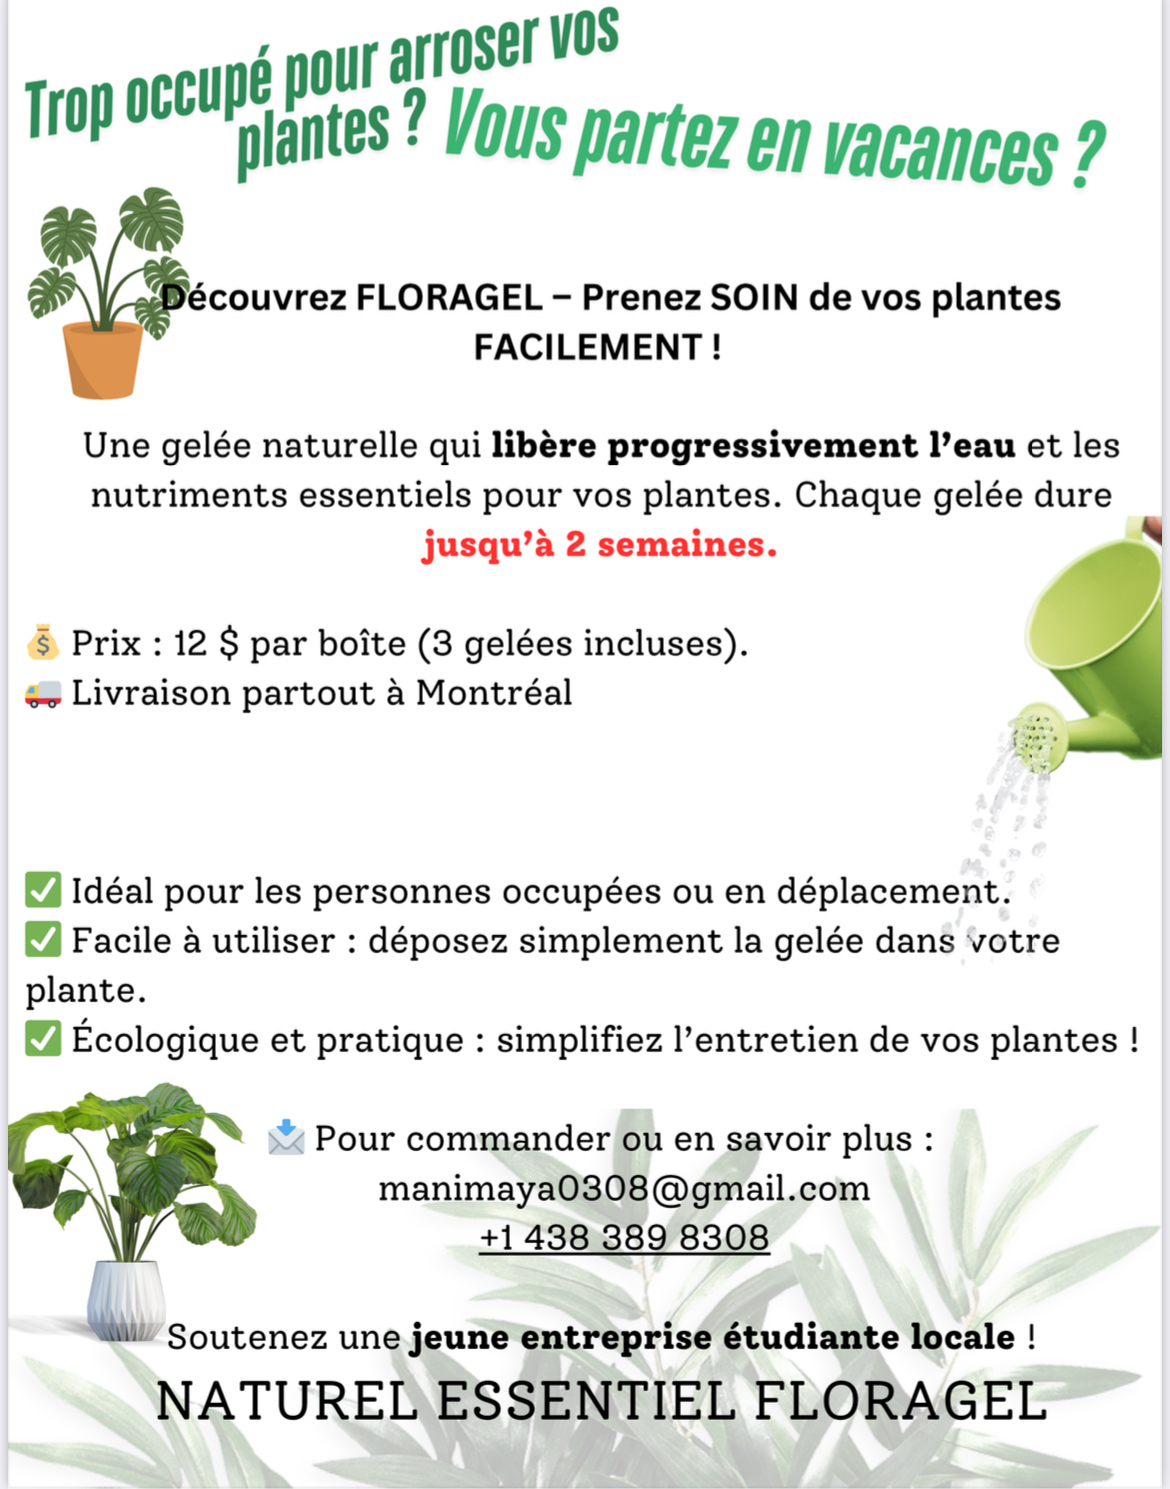 Trop occupé pour arroser vos
plantes ?
Vous partez en vacances ?
Découvrez FLORAGEL – Prenez SOIN de vos plantes
FACILEMENT !
Une gelée naturelle qui libère progressivement l’eau et les
nutriments essentiels pour vos plantes. Chaque gelée dure
jusqu’à 2 semaines.
💰 Prix : 12 $ par boîte (3 gelées incluses).
🚚 Livraison partout à Montréal
✅ Idéal pour les personnes occupées ou en déplacement.
✅ Facile à utiliser : déposez simplement la gelée dans votre
plante.
✅ Écologique et pratique : simplifiez l’entretien de vos plantes !
📩 Pour commander ou en savoir plus :
manimaya0308@gmail.com
+1 438 389 8308
Soutenez une jeune entreprise étudiante locale !
NATUREL ESSENTIEL FLORAGEL